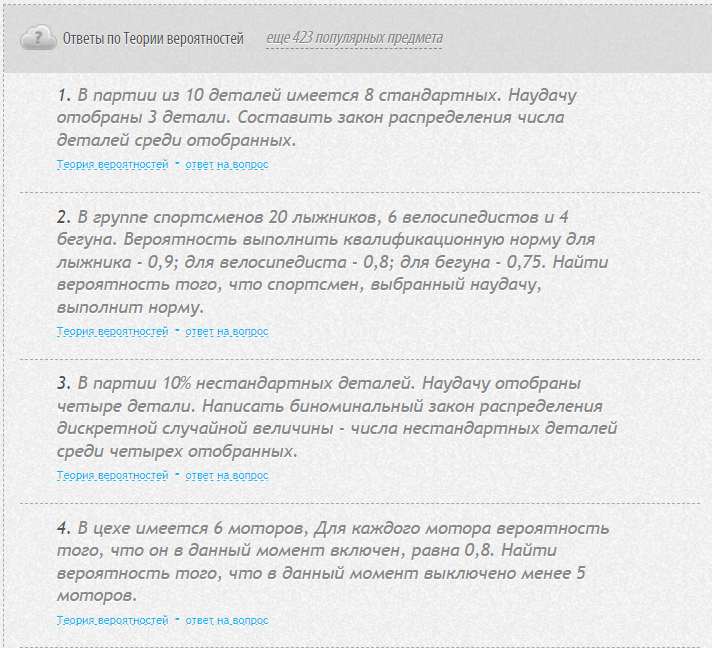 Ответы по Теории вероятностей еще 423 популярных предмета
1. В партии из 10 деталей имеется 8 стандартных. Наудачу
отобраны 3 детали. Составить закон распределения числа
деталей среди отобранных.
Теория вероятностей - ответ на вопрос
2. В группе спортсменов 20 лыжников, 6 велосипедистов и 4
бегуна. Вероятность выполнить квалификационную норму для
лыжника - 0,9; для велосипедиста - 0,8; для бегуна - 0,75. Найти
вероятность того, что спортсмен, выбранный наудачу,
выполнит норму.
Теория вероятностей - ответ на вопрос
3. В партии 10% нестандартных деталей. Наудачу отобраны
четыре детали. Написать биноминальный закон распределения
дискретной случайной величины - числа нестандартных деталей
среди четырех отобранных.
Теория вероятностей - ответ на вопрос
4. В цехе имеется 6 моторов, Для каждого мотора вероятность
того, что он в данный момент включен, равна 0,8. Найти
вероятность того, что в данный момент выключено менее 5
моторов.
Теория вероятностей - ответ на вопрос